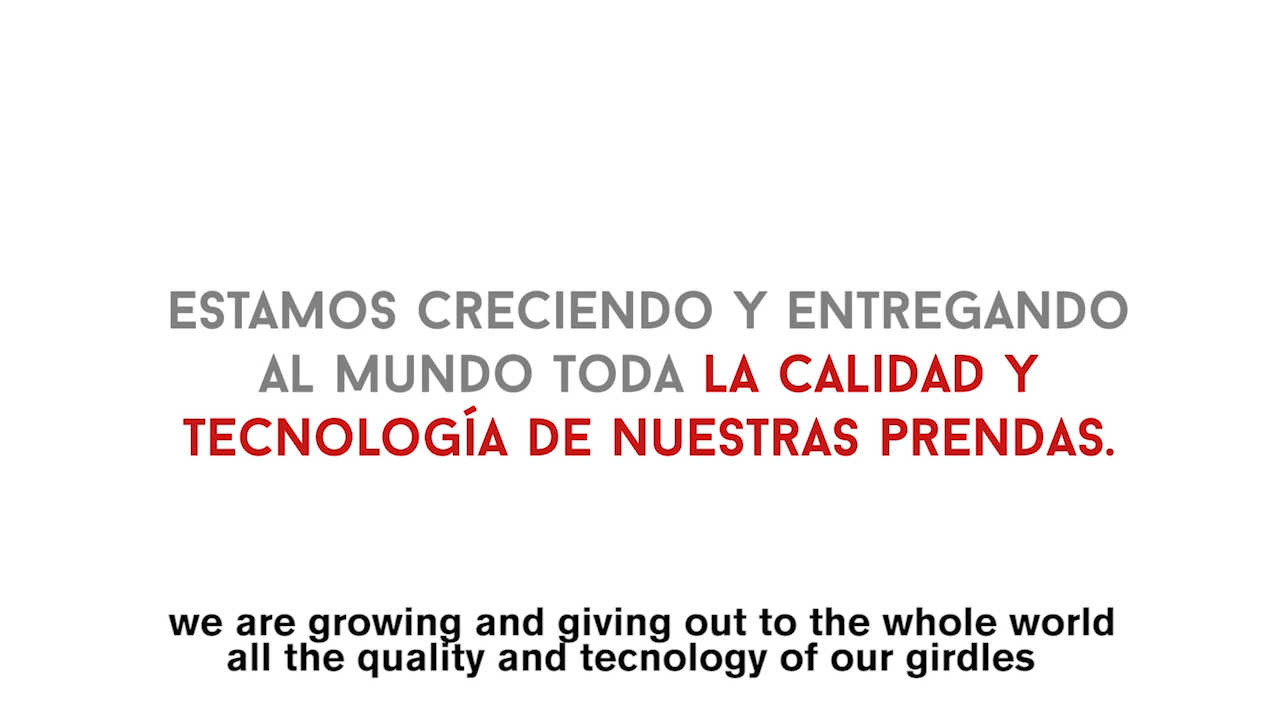 ESTAMOS CRECIENDO Y ENTREGANDO
AL MUNDO TODA LA CALIDAD Y
TECNOLOGÍA DE NUESTRAS PRENDAS.
we are growing and giving out to the whole world
all the quality and tecnology of our girdles